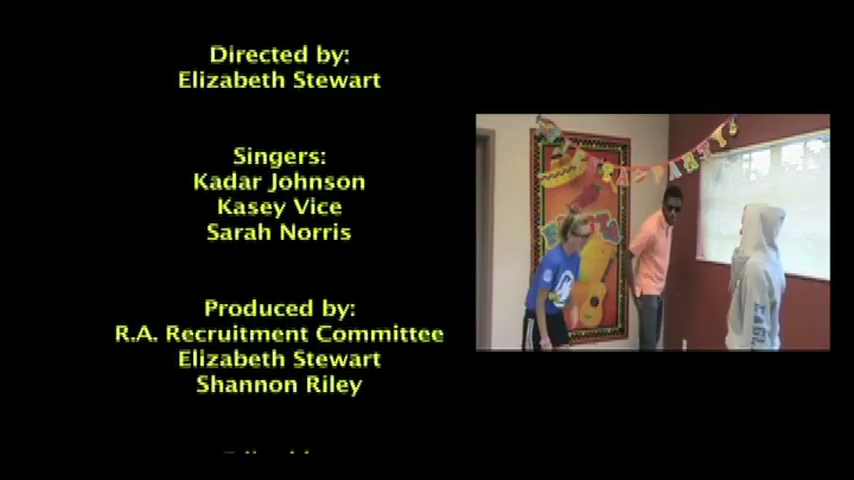 Directed by:
Elizabeth Stewart
Singers:
Kadar Johnson
Kasey Vice
Sarah Norris
Produced by:
R.A. Recruitment Committee
Elizabeth Stewart
Shannon Riley
PARTY